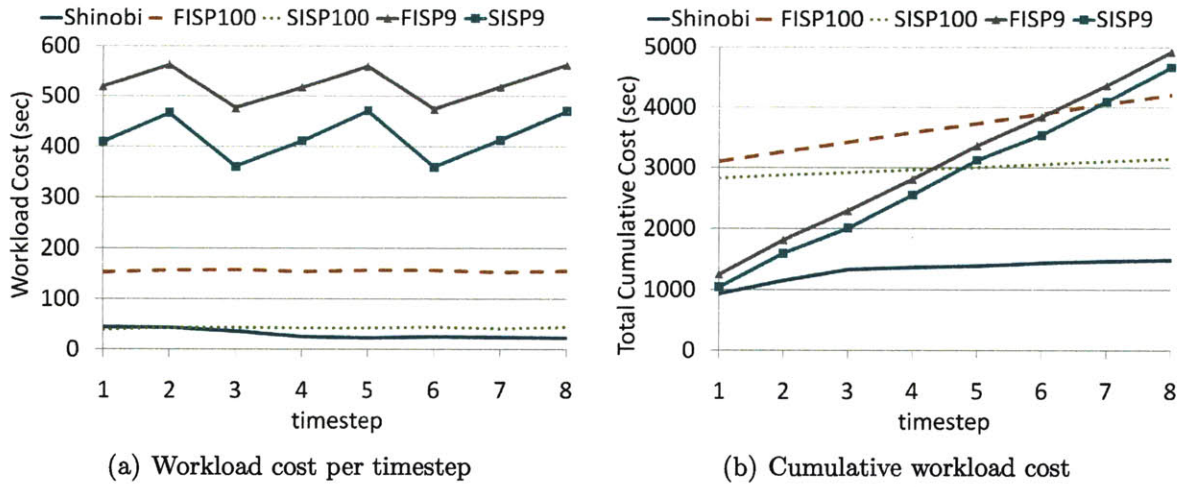 Shinobi FISP100 SISP100 FISP9 SISP9
600
500
400
300
200
100
0
Workload Cost (sec)
1 2 3 4 5 6 7 8
timestep
(a) Workload cost per timestep
Shinobi FISP100 SISP100 FISP9 SISP9
5000
4000
3000
2000
1000
0
Total Cumulative Cost (sec)
1 2 3 4 5 6 7 8
timestep
(b) Cumulative workload cost